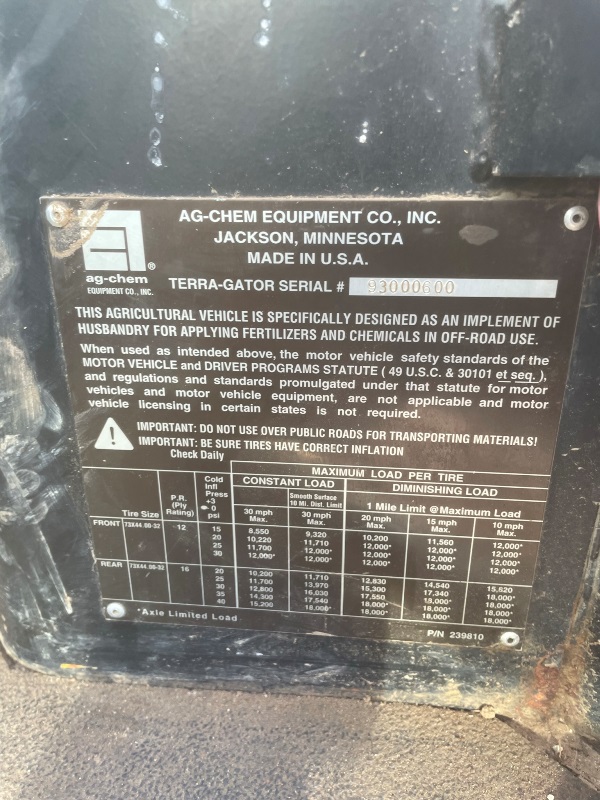 AG-CHEM EQUIPMENT CO., INC.
JACKSON, MINNESOTA
MADE IN U.S.A.
ag-chem ®
EQUIPMENT CO., INC.
TERRA-GATOR SERIAL # 93000600
THIS AGRICULTURAL VEHICLE IS SPECIFICALLY DESIGNED AS AN IMPLEMENT OF
HUSBANDRY FOR APPLYING FERTILIZERS AND CHEMICALS IN OFF-ROAD USE.
When used as intended above, the motor vehicle safety standards of the
MOTOR VEHICLE and DRIVER PROGRAMS STATUTE ( 49 U.S.C. & 30101 et seq. ),
and regulations and standards promulgated under that statute for motor
vehicles and motor vehicle equipment, are not applicable and motor
vehicle licensing in certain states is not required.
IMPORTANT: DO NOT USE OVER PUBLIC ROADS FOR TRANSPORTING MATERIALS!
IMPORTANT: BE SURE TIRES HAVE CORRECT INFLATION
Check Daily
MAXIMUM LOAD PER TIRE
CONSTANT LOAD DIMINISHING LOAD
Tire Size P.R. (Ply Rating) Cold Infl Press +3 -0 psi 30 mph Max. Smooth Surface 10 Mi. Dist. Limit 30 mph Max. 1 Mile Limit @Maximum Load 20 mph Max. 15 mph Max. 10 mph Max.
FRONT 73X44.00-32 12 15 8,550 9,320 10,200 11,560 12,000*
20 10,220 11,710 12,000* 12,000* 12,000*
25 11,700 12,000* 12,000* 12,000* 12,000*
30 12,000* 12,000* 12,000* 12,000* 12,000*
REAR 73X44.00-32 16 20 10,200 11,710 12,830 14,540 15,620
25 11,700 13,970 15,300 17,340 18,000*
30 12,800 16,030 17,550 18,000* 18,000*
35 14,300 17,540 18,000* 18,000* 18,000*
40 15,200 18,000* 18,000* 18,000* 18,000*
*Axle Limited Load
P/N 239810